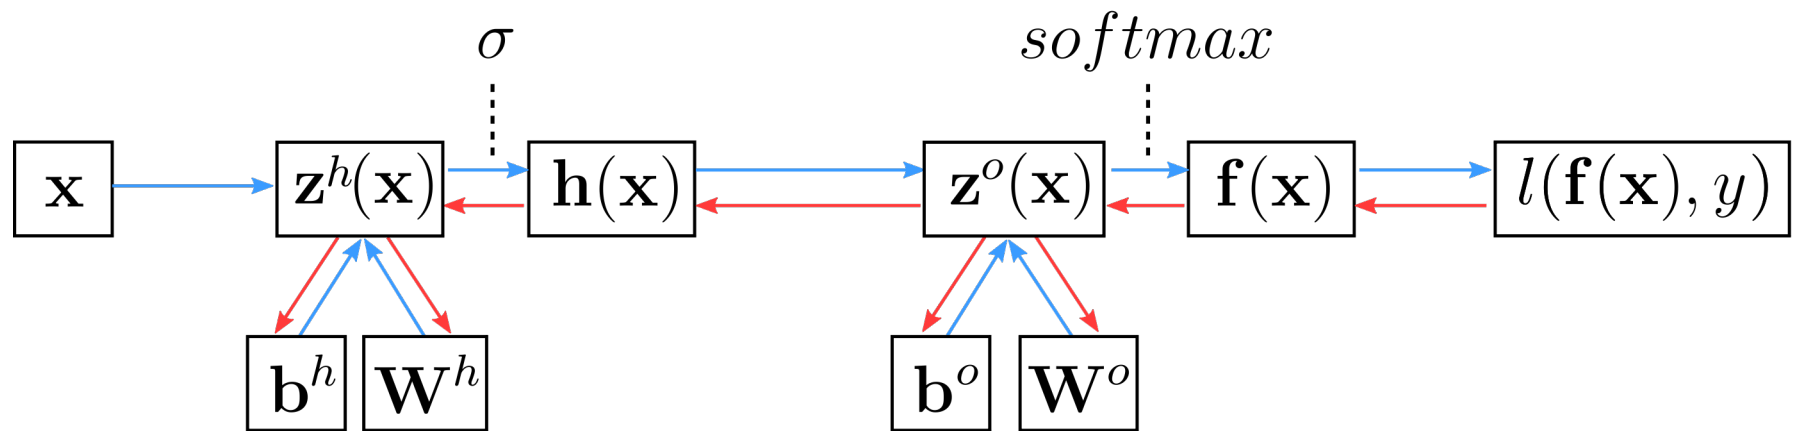 σ softmax
x z^h(x) h(x) z^o(x) f(x) l(f(x), y)
b^h W^h b^o W^o